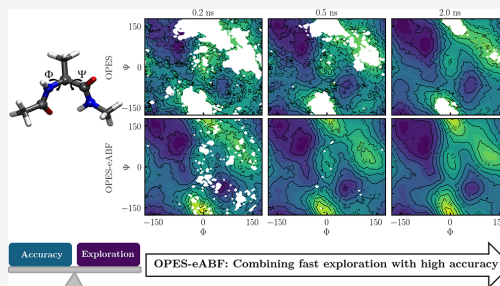 0.2 ns 0.5 ns 2.0 ns
Φ Ψ
OPES
Ψ
150
0
−150
OPES-eABF
Ψ
150
0
−150
−150 0 150 −150 0 150 −150 0 150
Φ Φ Φ
Accuracy Exploration
OPES-eABF: Combining fast exploration with high accuracy